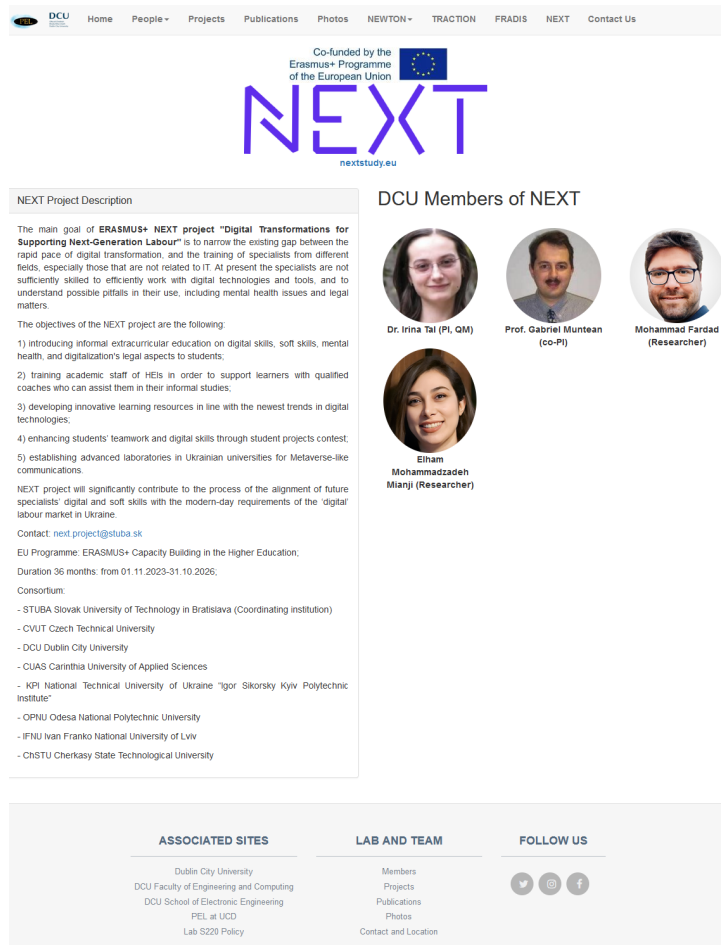 PEL DCU Home People Projects Publications Photos NEWTON TRACTION FRADIS NEXT Contact Us
Co-funded by the
Erasmus+ Programme
of the European Union
NEXT
nextstudy.eu
NEXT Project Description
The main goal of ERASMUS+ NEXT project "Digital Transformations for
Supporting Next-Generation Labour" is to narrow the existing gap between the
rapid pace of digital transformation, and the training of specialists from different
fields, especially those that are not related to IT. At present the specialists are not
sufficiently skilled to efficiently work with digital technologies and tools, and to
understand possible pitfalls in their use, including mental health issues and legal
matters.
The objectives of the NEXT project are the following:
1) introducing informal extracurricular education on digital skills, soft skills, mental
health, and digitalization's legal aspects to students;
2) training academic staff of HEIs in order to support learners with qualified
coaches who can assist them in their informal studies;
3) developing innovative learning resources in line with the newest trends in digital
technologies;
4) enhancing students' teamwork and digital skills through student projects contest;
5) establishing advanced laboratories in Ukrainian universities for Metaverse-like
communications.
NEXT project will significantly contribute to the process of the alignment of future
specialists' digital and soft skills with the modern-day requirements of the 'digital'
labour market in Ukraine.
Contact: next.project@stuba.sk
EU Programme: ERASMUS+ Capacity Building in the Higher Education;
Duration 36 months: from 01.11.2023-31.10.2026;
Consortium:
- STUBA Slovak University of Technology in Bratislava (Coordinating institution)
- CVUT Czech Technical University
- DCU Dublin City University
- CUAS Carinthia University of Applied Sciences
- KPI National Technical University of Ukraine "Igor Sikorsky Kyiv Polytechnic
Institute"
- OPNU Odesa National Polytechnic University
- IFNU Ivan Franko National University of Lviv
- ChSTU Cherkasy State Technological University
DCU Members of NEXT
Dr. Irina Tal (PI, QM)
Prof. Gabriel Muntean
(co-PI)
Mohammad Fardad
(Researcher)
Elham
Mohammadzadeh
Mianji (Researcher)
ASSOCIATED SITES
Dublin City University
DCU Faculty of Engineering and Computing
DCU School of Electronic Engineering
PEL at UCD
Lab S220 Policy
LAB AND TEAM
Members
Projects
Publications
Photos
Contact and Location
FOLLOW US